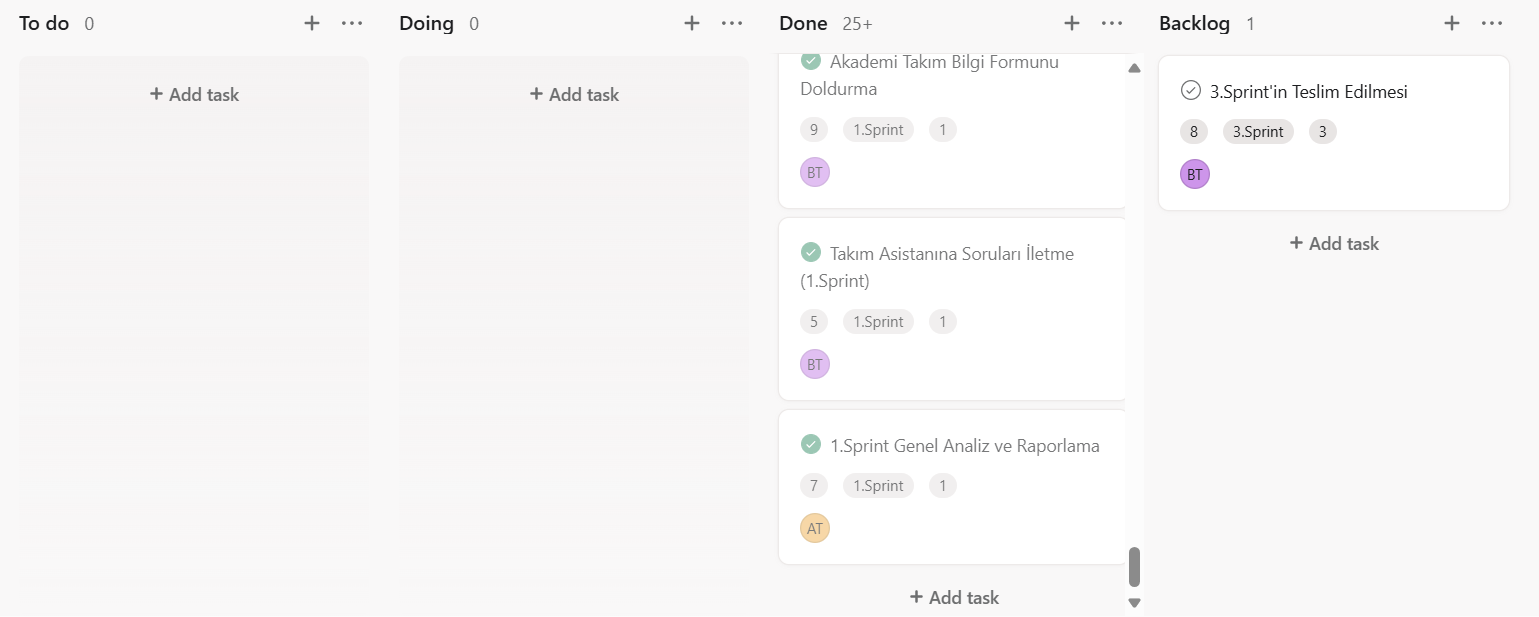 To do 0
+ Add task
Doing 0
+ Add task
Done 25+
Akademi Takım Bilgi Formunu
Doldurma
9 1.Sprint 1
BT
Takım Asistanına Soruları İletme
(1.Sprint)
5 1.Sprint 1
BT
1.Sprint Genel Analiz ve Raporlama
7 1.Sprint 1
AT
+ Add task
Backlog 1
3.Sprint'in Teslim Edilmesi
8 3.Sprint 3
BT
+ Add task